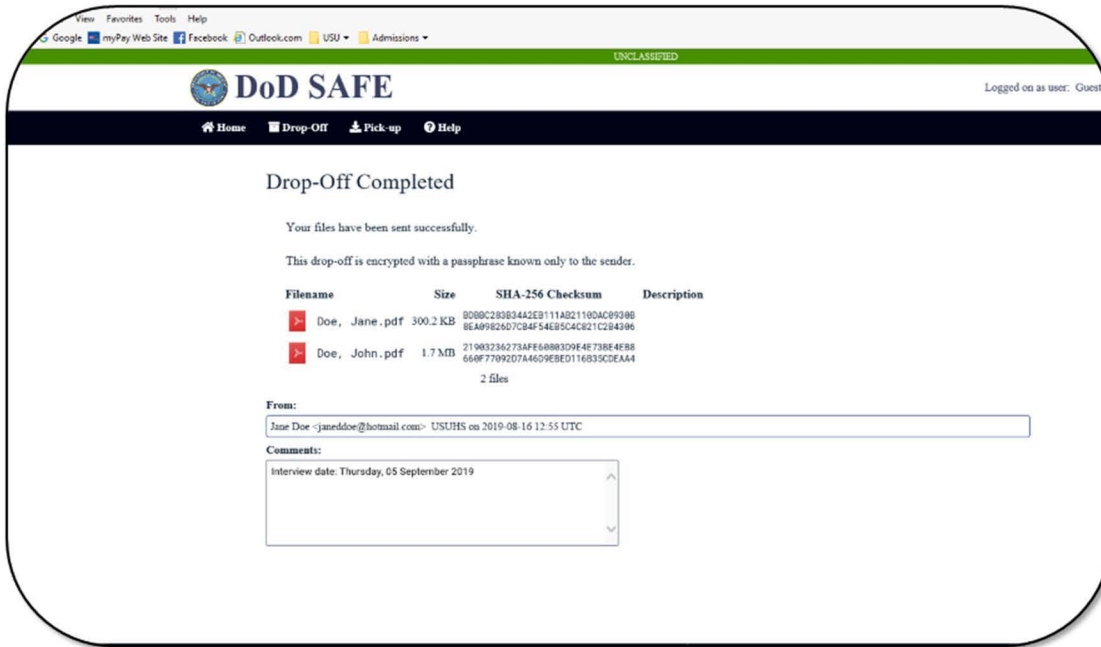 View Favorites Tools Help
Google myPay Web Site Facebook Outlook.com USU Admissions
UNCLASSIFIED
DoD SAFE
Logged on as user: Guest
Home Drop-Off Pick-up Help
Drop-Off Completed
Your files have been sent successfully.
This drop-off is encrypted with a passphrase known only to the sender.
Filename Size SHA-256 Checksum Description
Doe, Jane.pdf 300.2 KB
Doe, John.pdf 1.7 MB
2 files
From:
Jane Doe <janeddoe@hotmail.com> USUHS on 2019-08-16 12:55 UTC
Comments:
Interview date: Thursday, 05 September 2019